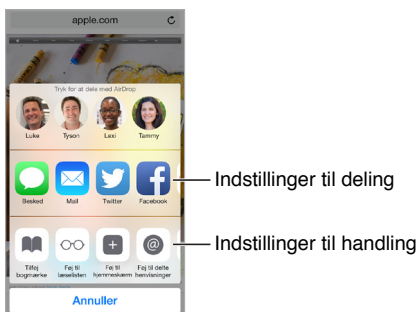 apple.com
Tryk for at dele med AirDrop
Luke Tyson Lexi Tammy
Besked Mail Twitter Facebook
Indstillinger til deling
Indstillinger til handling
Tilføj Føj til Føj til Føj til delte
bogmærke læselisten hjemmeskærm henvisninger
Annuller